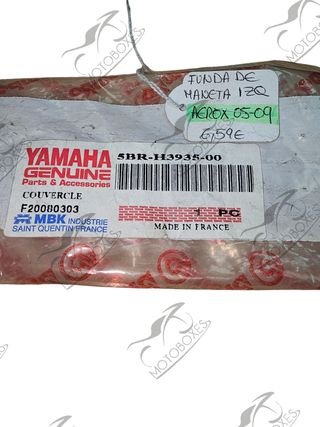 FUNDA DE
MANETA IZQ
AEROX 05-09
6,59€
YAMAHA
GENUINE
Parts & Accessories
5BR-H3935-00
COUVERCLE
F20080303
MBK INDUSTRIE
SAINT QUENTIN FRANCE
1 PC
MADE IN FRANCE
MOTOBOXES